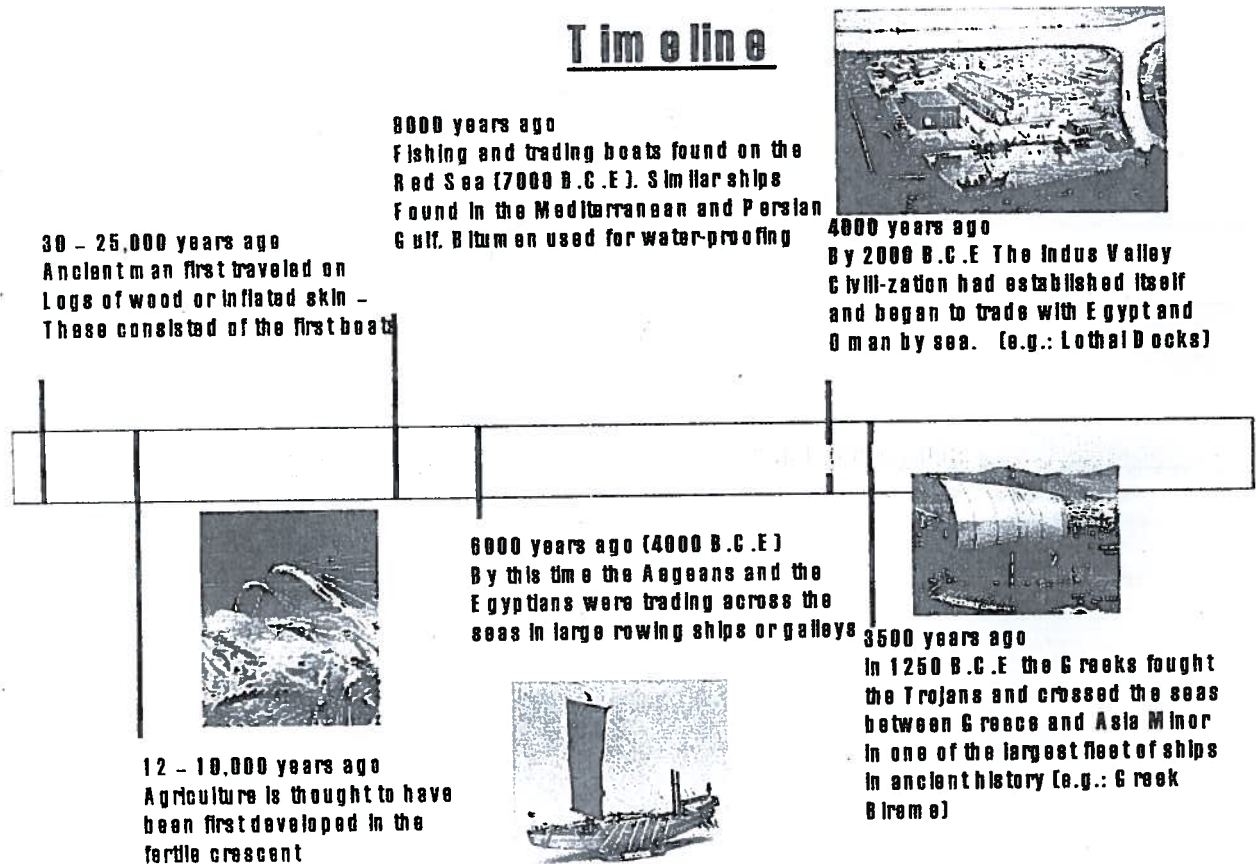 Timeline
8000 years ago
Fishing and trading boats found on the
Red Sea (7000 B.C.E). Similar ships
Found in the Mediterranean and Persian
Gulf. Bitumen used for water-proofing
30 – 25,000 years ago
Ancient man first traveled on
Logs of wood or inflated skin –
These consisted of the first boats
4000 years ago
By 2000 B.C.E The Indus Valley
Civili-zation had established itself
and began to trade with Egypt and
Oman by sea. (e.g.: Lothal Docks)
6000 years ago (4000 B.C.E)
By this time the Aegeans and the
Egyptians were trading across the
seas in large rowing ships or galleys
3500 years ago
In 1250 B.C.E the Greeks fought
the Trojans and crossed the seas
between Greece and Asia Minor
in one of the largest fleet of ships
in ancient history (e.g.: Greek
Bireme)
12 – 10,000 years ago
Agriculture is thought to have
been first developed in the
fertile crescent